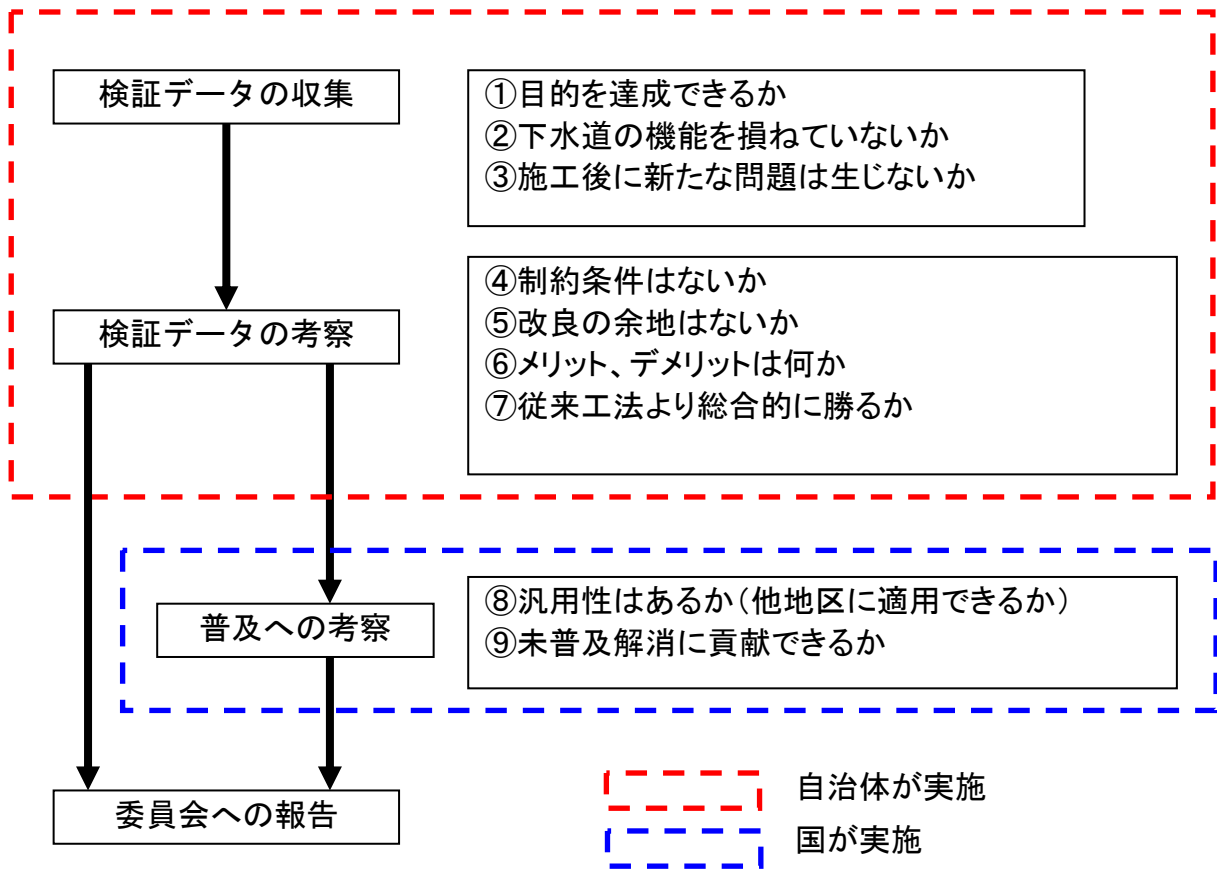 検証データの収集
①目的を達成できるか
②下水道の機能を損ねていないか
③施工後に新たな問題は生じないか
検証データの考察
④制約条件はないか
⑤改良の余地はないか
⑥メリット、デメリットは何か
⑦従来工法より総合的に勝るか
普及への考察
⑧汎用性はあるか(他地区に適用できるか)
⑨未普及解消に貢献できるか
委員会への報告
自治体が実施
国が実施